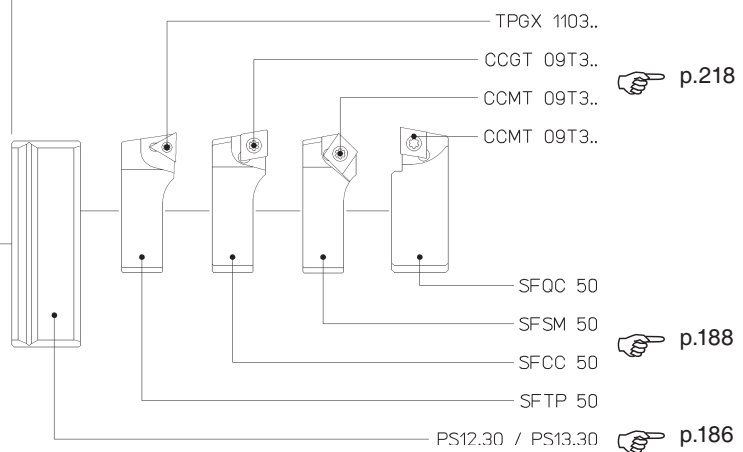 TPGX 1103..
CCGT 09T3..
p.218
CCMT 09T3..
CCMT 09T3..
SFQC 50
SFSM 50
p.188
SFCC 50
SFTP 50
PS12.30 / PS13.30 p.186